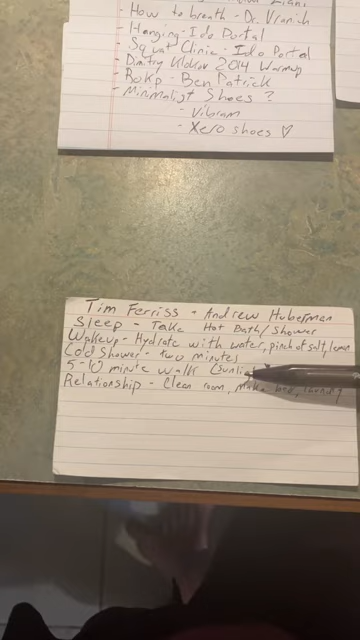 How to breath - Dr. Vranich
Hanging - Ido Portal
Squat Clinic - Ido Portal
Dmitry Klokov 2014 Warmup
- Ben Patrick
- Minimalist Shoes ?
- Vibram
- Xero shoes ♡
Tim Ferriss - Andrew Huberman
Sleep - Take Hot Bath/Shower
Wakeup - Hydrate with water, pinch of salt, lemon
Cold Shower - two minutes
5-10 minute walk
Relationship - Clean room, make bed,